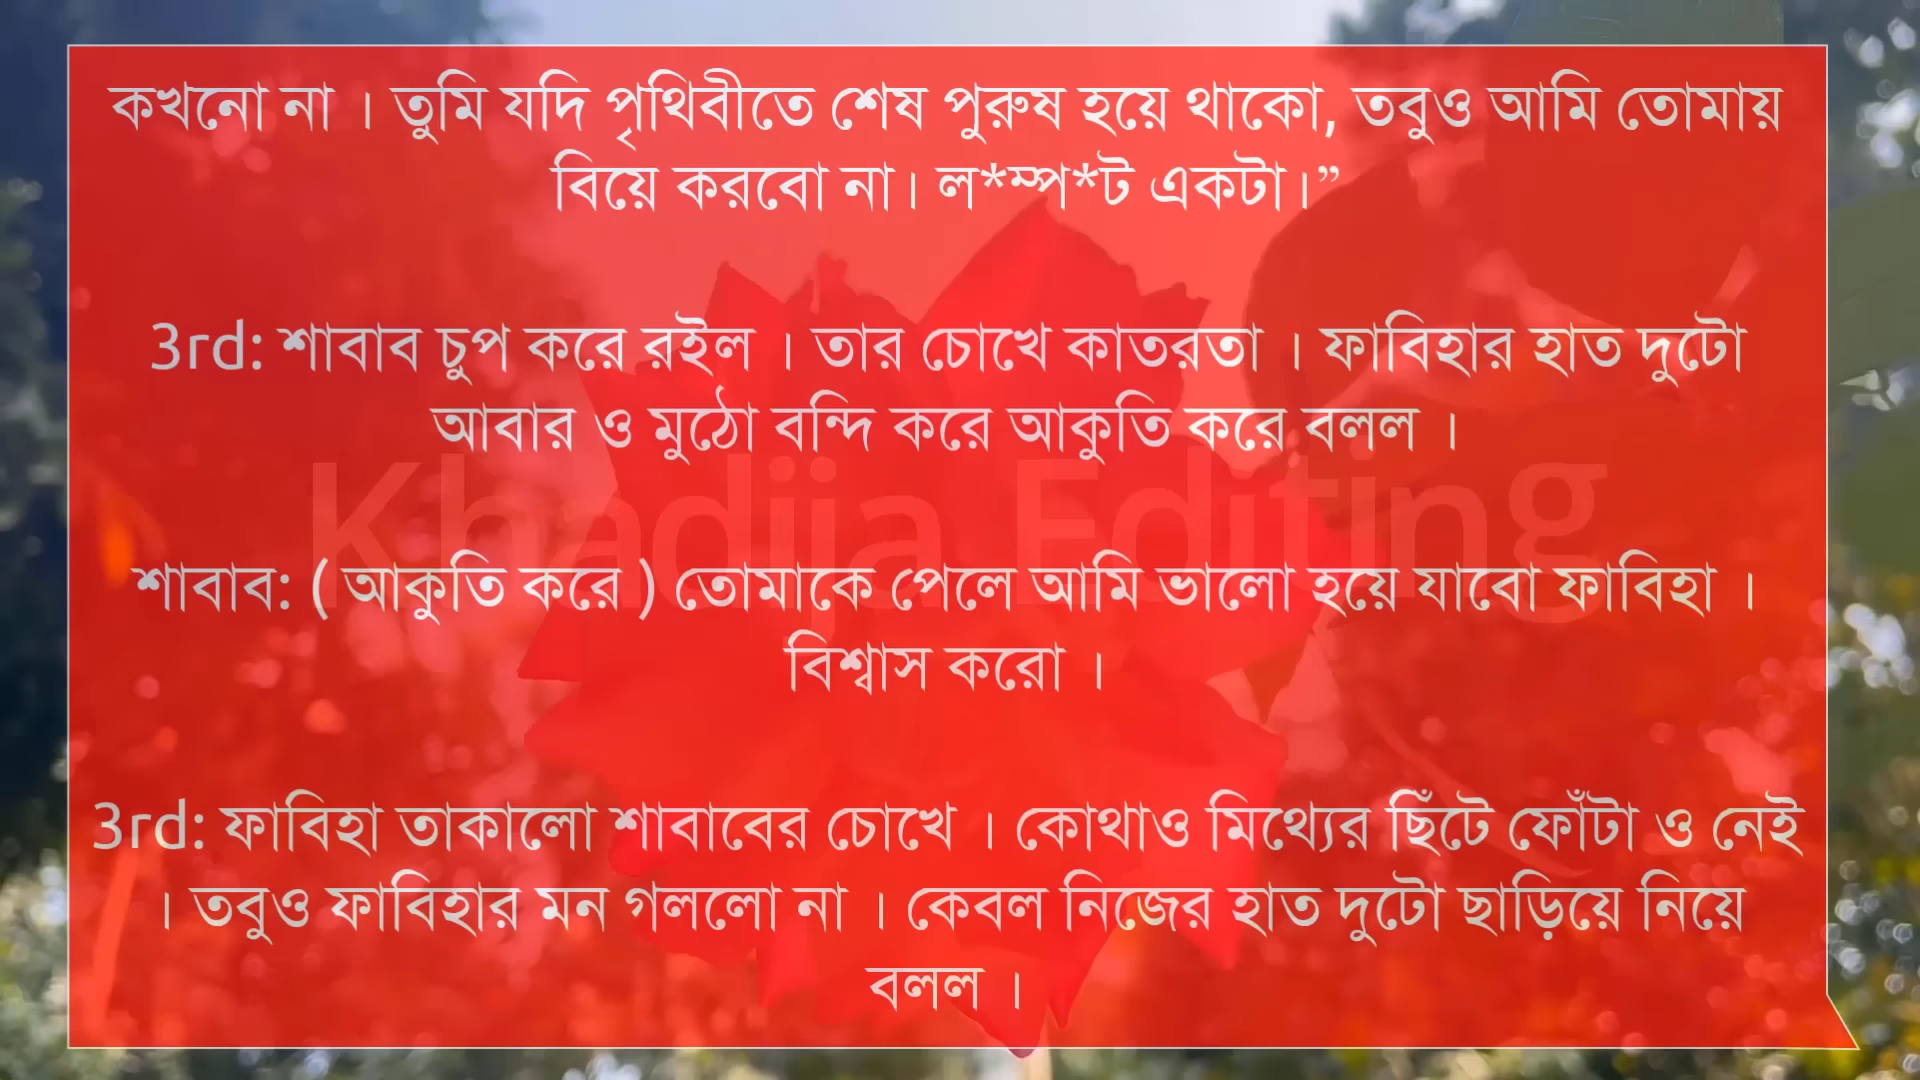 কখনো না । তুমি যদি পৃথিবীতে শেষ পুরুষ হয়ে থাকো, তবুও আমি তোমায়
বিয়ে করবো না। ল*ম্প*ট একটা।”
3rd: শাবাব চুপ করে রইল । তার চোখে কাতরতা । ফাবিহার হাত দুটো
আবার ও মুঠো বন্দি করে আকুতি করে বলল ।
Khadija Editing
শাবাব: ( আকুতি করে ) তোমাকে পেলে আমি ভালো হয়ে যাবো ফাবিহা ।
বিশ্বাস করো ।
3rd: ফাবিহা তাকালো শাবাবের চোখে । কোথাও মিথ্যের ছিঁটে ফোঁটা ও নেই
। তবুও ফাবিহার মন গললো না । কেবল নিজের হাত দুটো ছাড়িয়ে নিয়ে
বলল ।